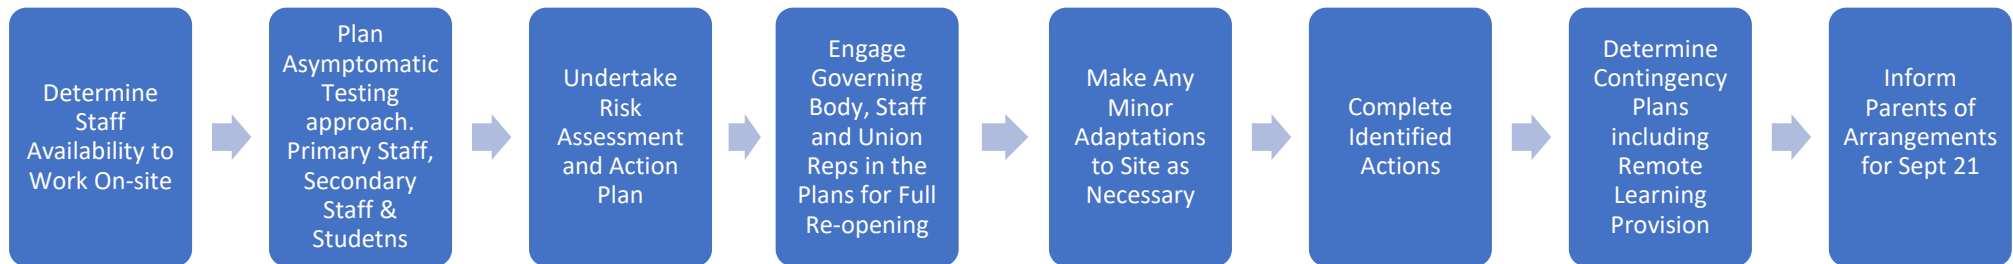 Determine
Staff
Availability to
Work On-site
Plan
Asymptomatic
Testing
approach.
Primary Staff,
Secondary
Staff &
Studetns
Undertake
Risk
Assessment
and Action
Plan
Engage
Governing
Body, Staff
and Union
Reps in the
Plans for Full
Re-opening
Make Any
Minor
Adaptations
to Site as
Necessary
Complete
Identified
Actions
Determine
Contingency
Plans
including
Remote
Learning
Provision
Inform
Parents of
Arrangements
for Sept 21